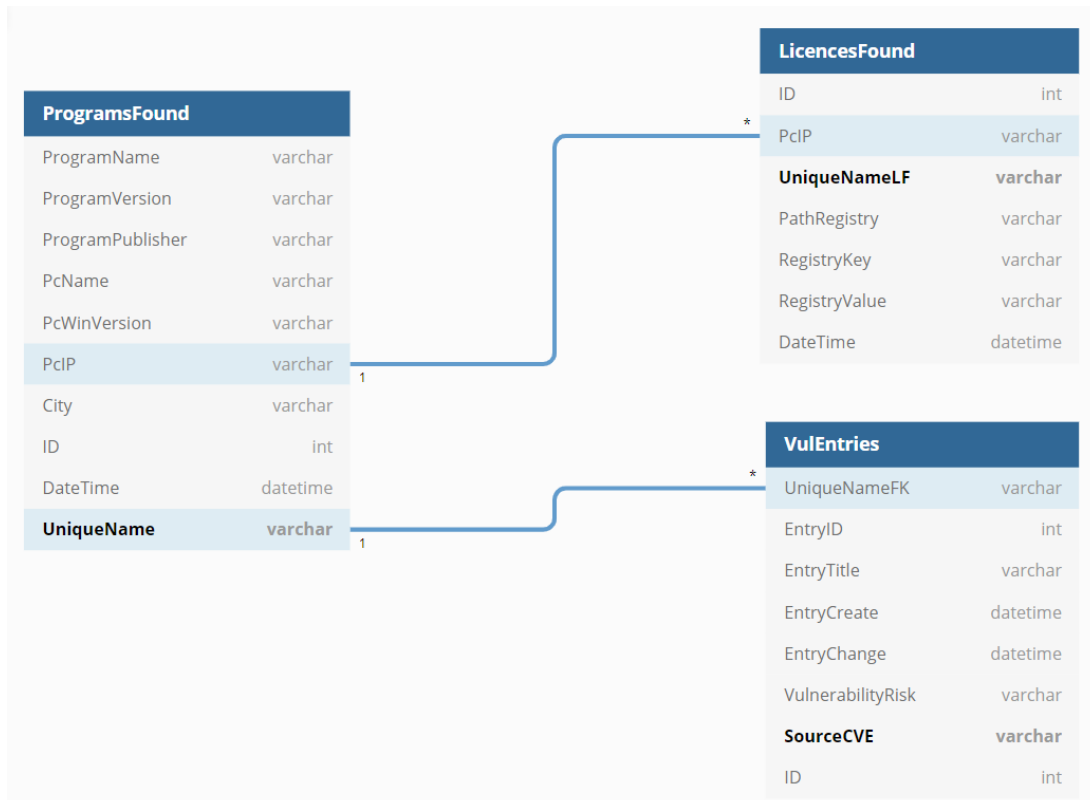 ProgramsFound
ProgramName varchar
ProgramVersion varchar
ProgramPublisher varchar
PcName varchar
PcWinVersion varchar
PcIP varchar
1
City varchar
ID int
DateTime datetime
UniqueName varchar
1
LicencesFound
ID int
*
PcIP varchar
UniqueNameLF varchar
PathRegistry varchar
RegistryKey varchar
RegistryValue varchar
DateTime datetime
VulEntries
*
UniqueNameFK varchar
EntryID int
EntryTitle varchar
EntryCreate datetime
EntryChange datetime
VulnerabilityRisk varchar
SourceCVE varchar
ID int